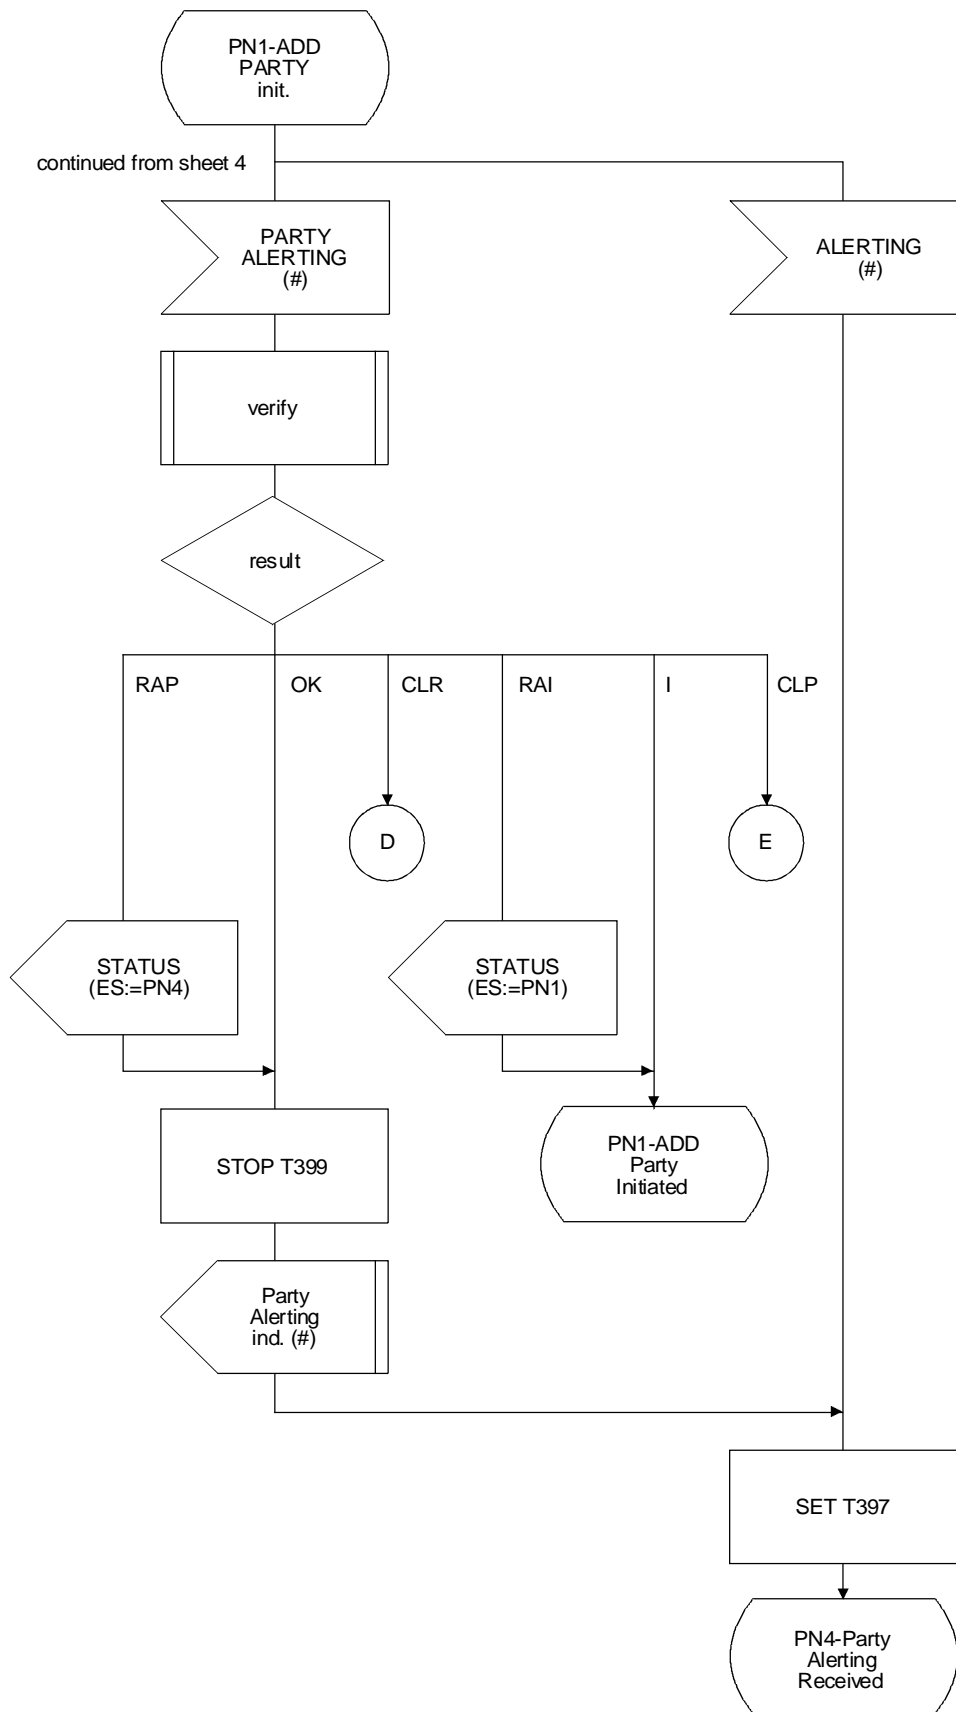 PN1-ADD
PARTY
init.
continued from sheet 4
PARTY
ALERTING
(#)
ALERTING
(#)
verify
result
RAP
OK
CLR
RAI
I
CLP
D
E
STATUS
(ES:=PN4)
STATUS
(ES:=PN1)
STOP T399
PN1-ADD
Party
Initiated
Party
Alerting
ind. (#)
SET T397
PN4-Party
Alerting
Received